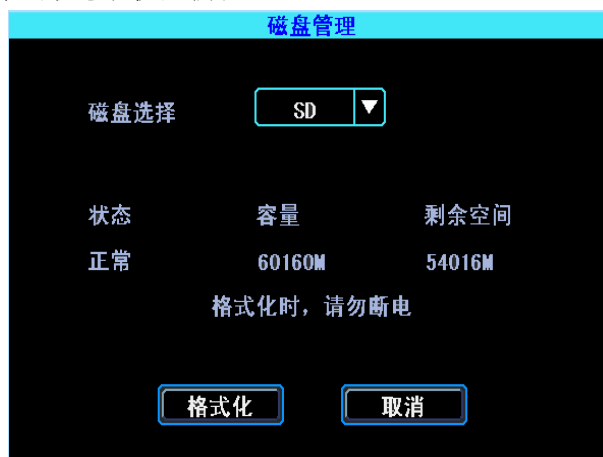 磁盘管理
磁盘选择 SD
状态 容量 剩余空间
正常 60160M 54016M
格式化时，请勿断电
格式化 取消